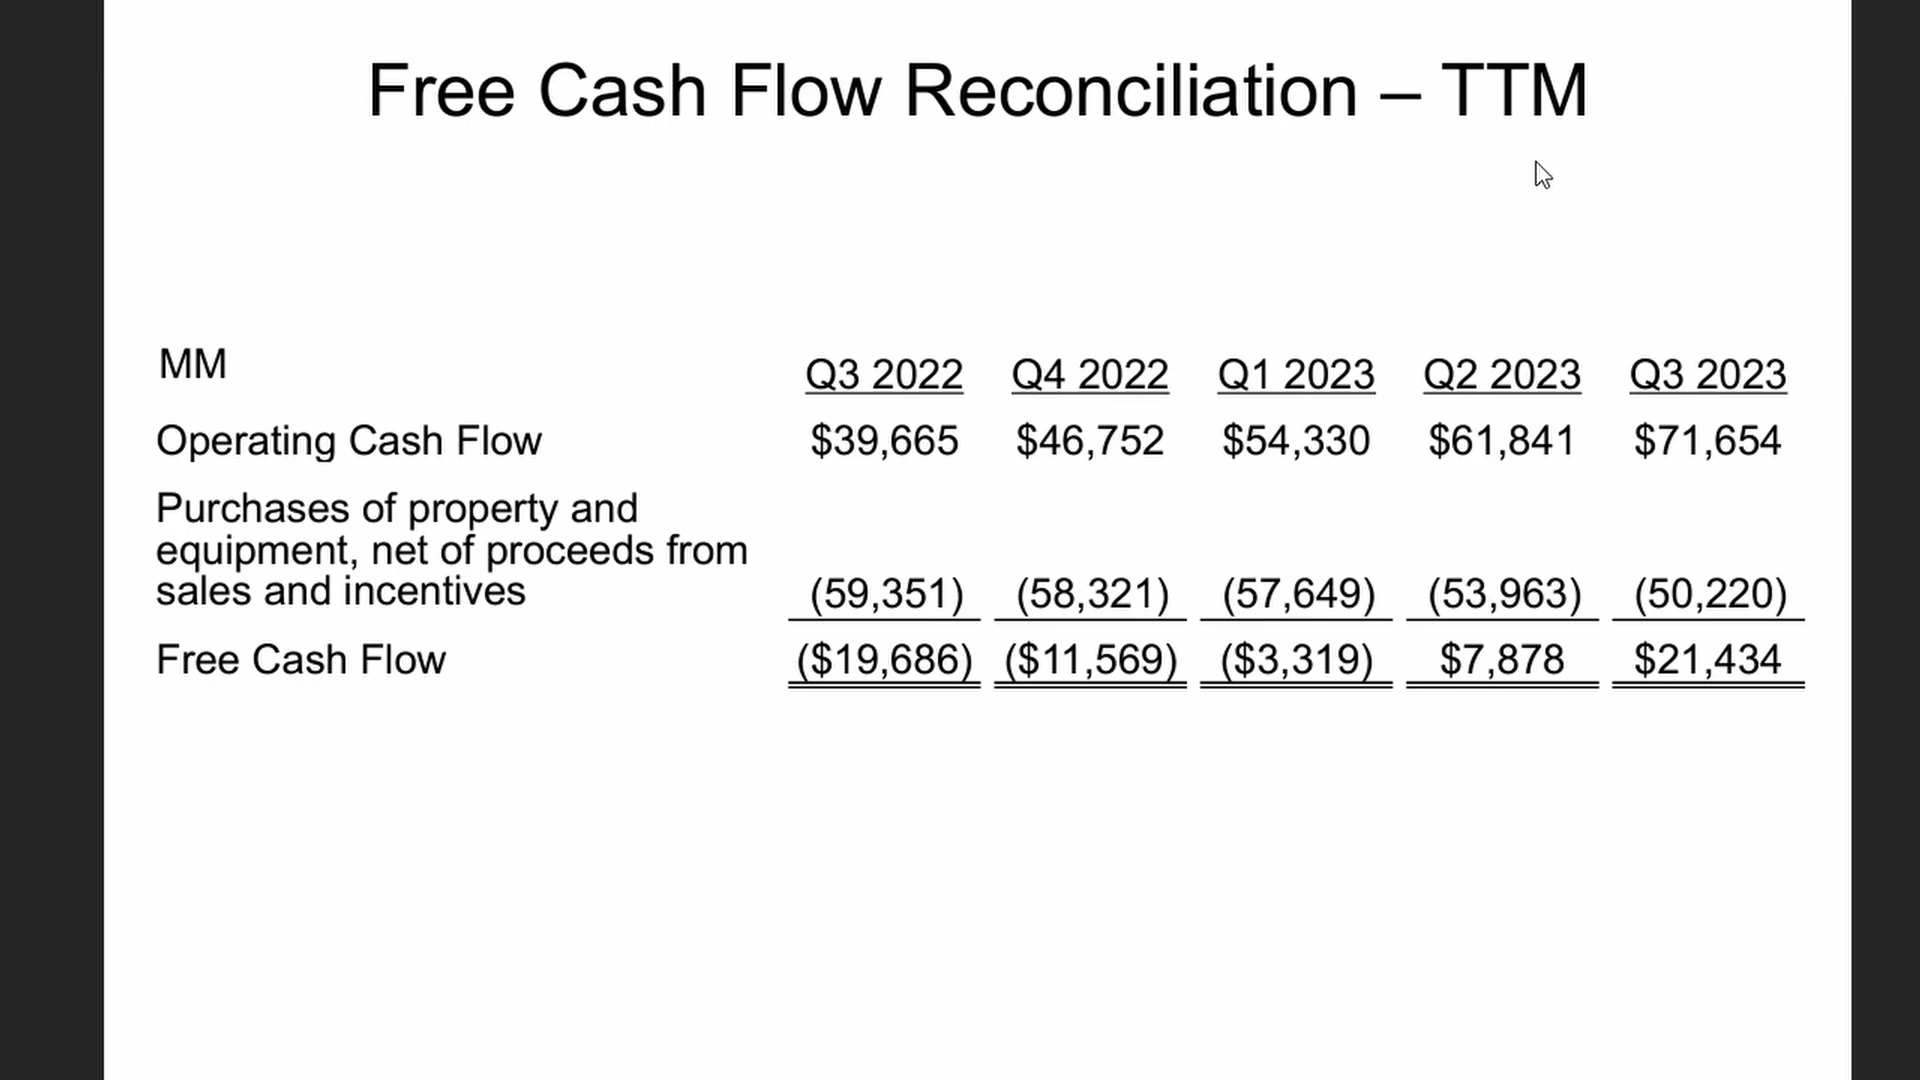 Free Cash Flow Reconciliation – TTM
MM Q3 2022 Q4 2022 Q1 2023 Q2 2023 Q3 2023
Operating Cash Flow $39,665 $46,752 $54,330 $61,841 $71,654
Purchases of property and
equipment, net of proceeds from
sales and incentives (59,351) (58,321) (57,649) (53,963) (50,220)
Free Cash Flow ($19,686) ($11,569) ($3,319) $7,878 $21,434